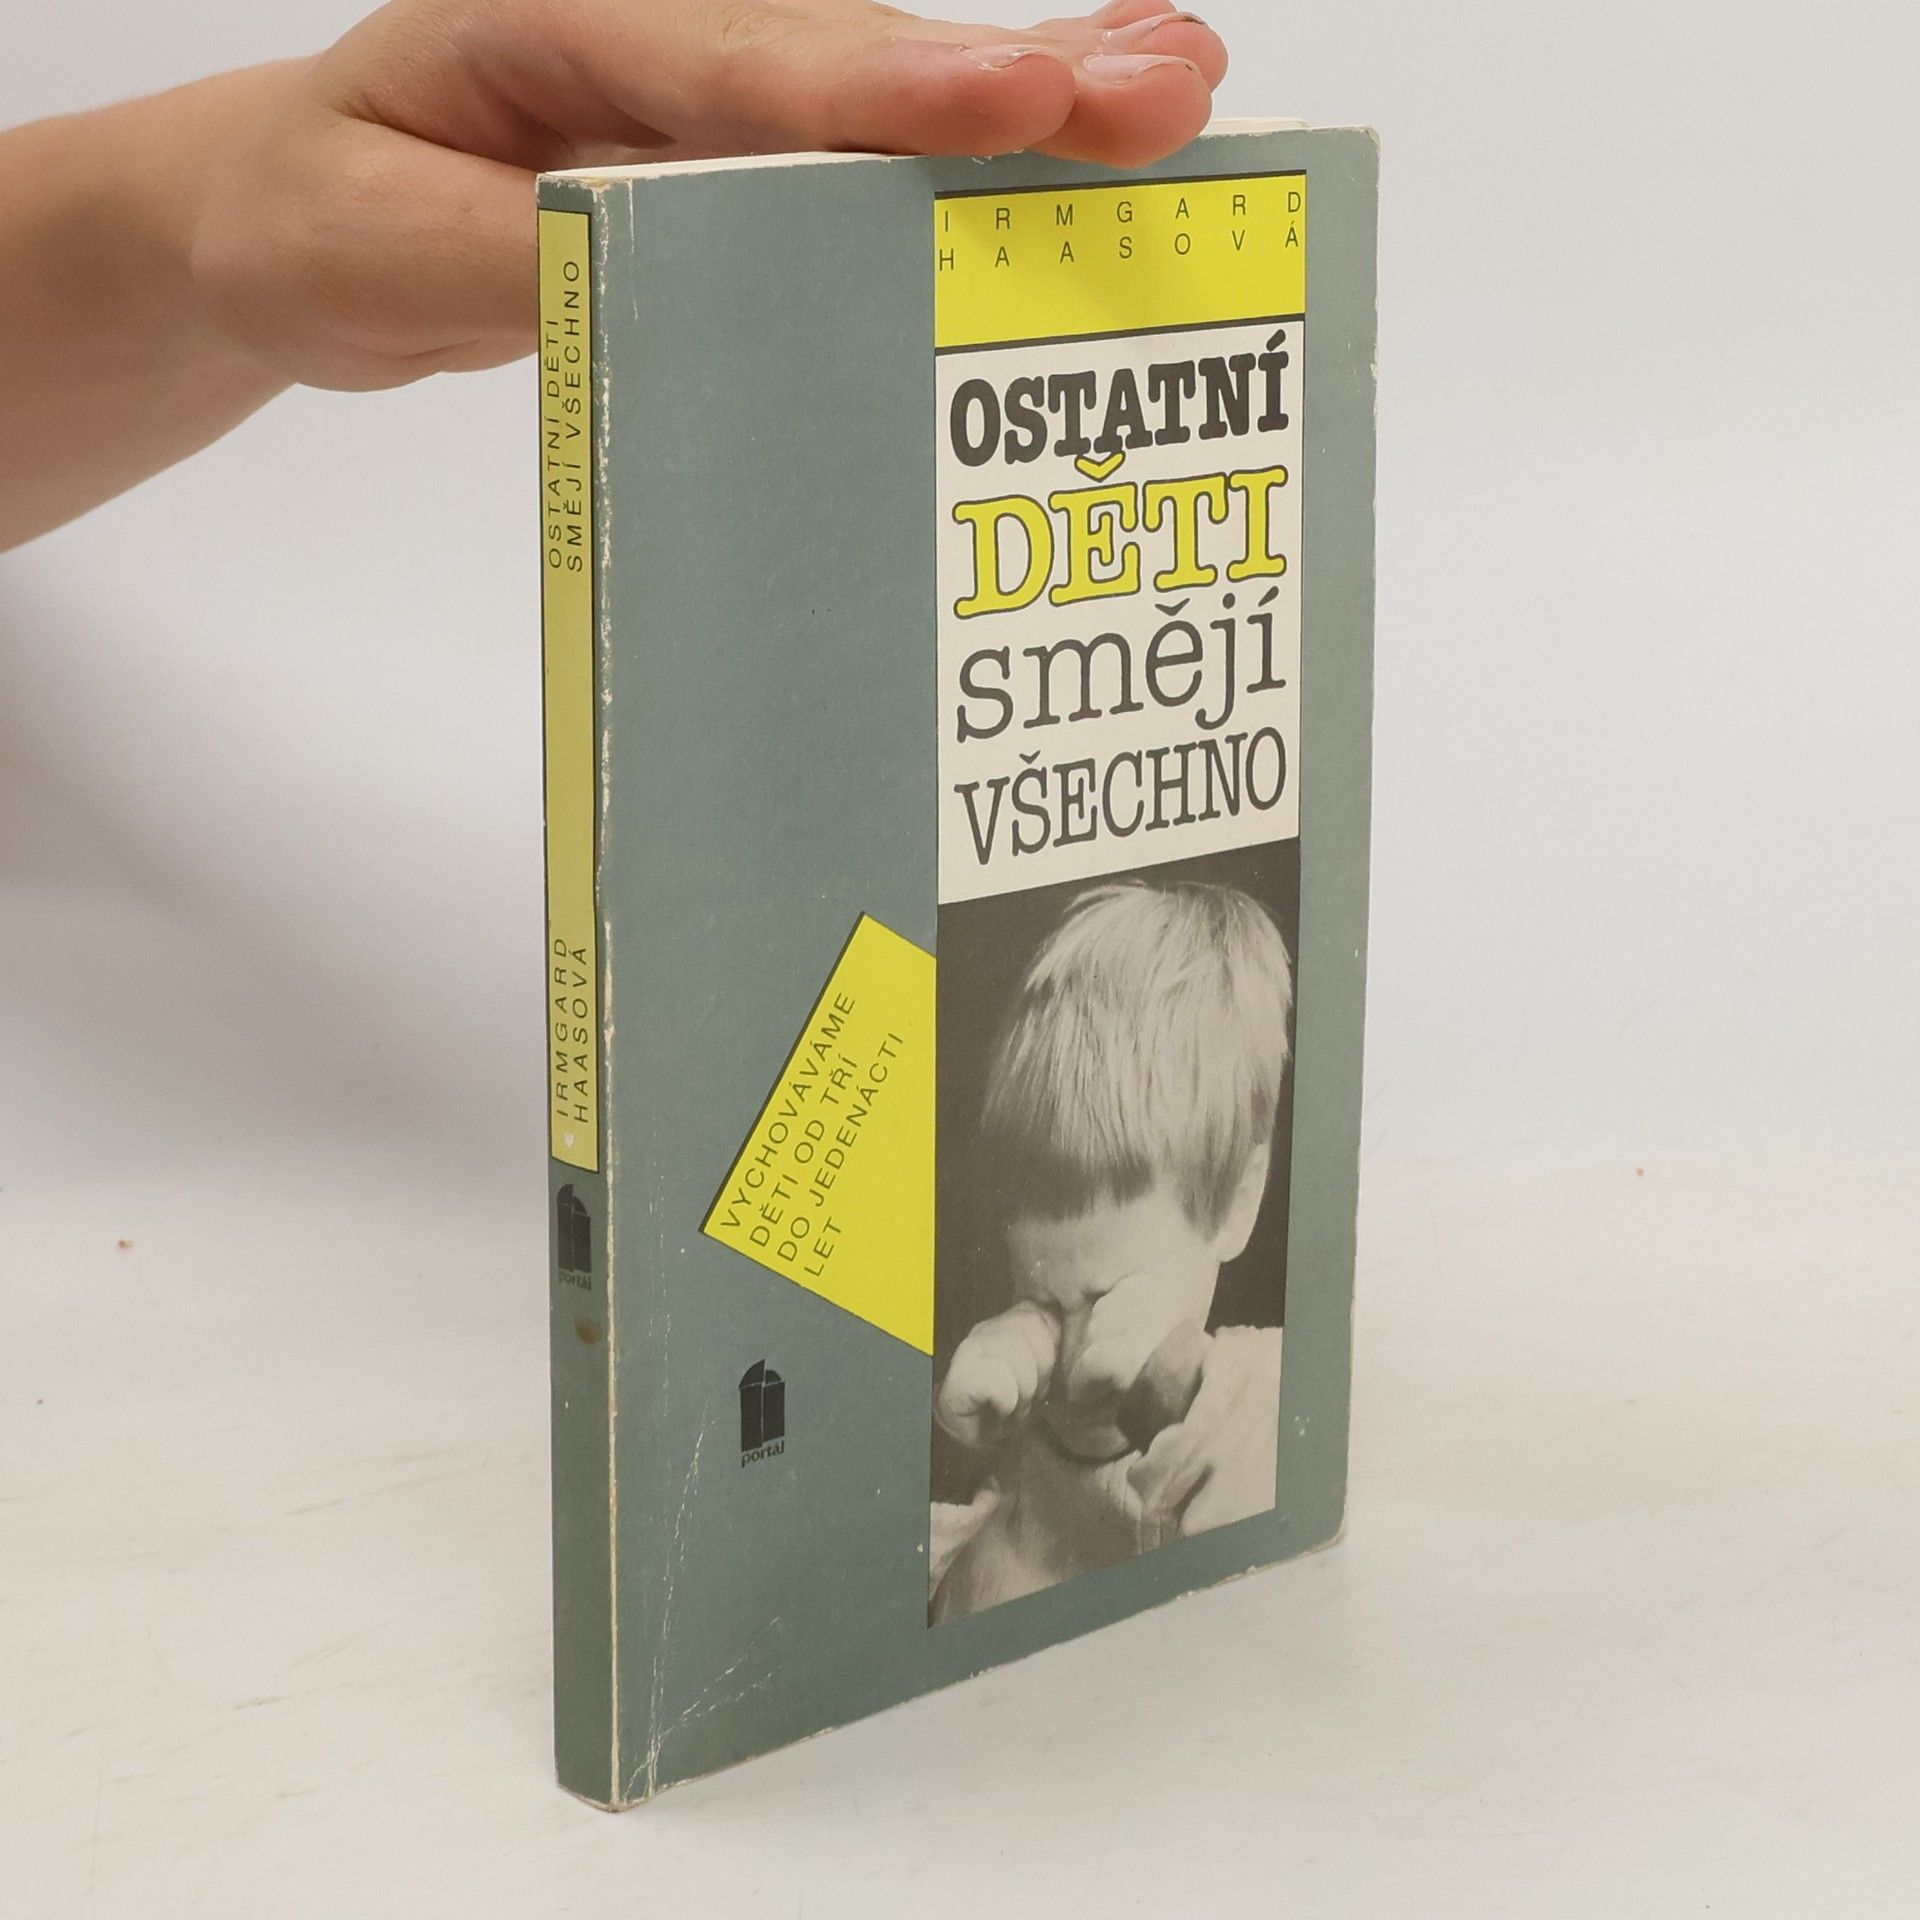 IRMGARD
HAASOVÁ
OSTATNÍ
DĚTI
smějí
VŠECHNO
VYCHOVÁVÁME
DĚTI OD TŘÍ
DO JEDENÁCTI
LET
portál
OSTATNÍ DĚTI
SMĚJÍ VŠECHNO
IRMGARD
HAASOVÁ
portál